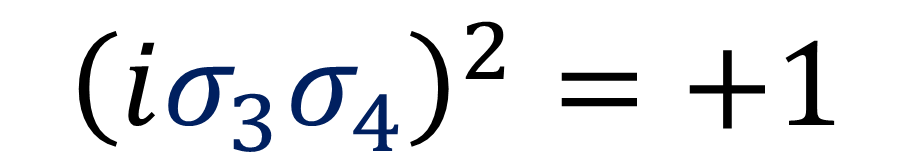 (𝑖𝜎₃𝜎₄)² = +1